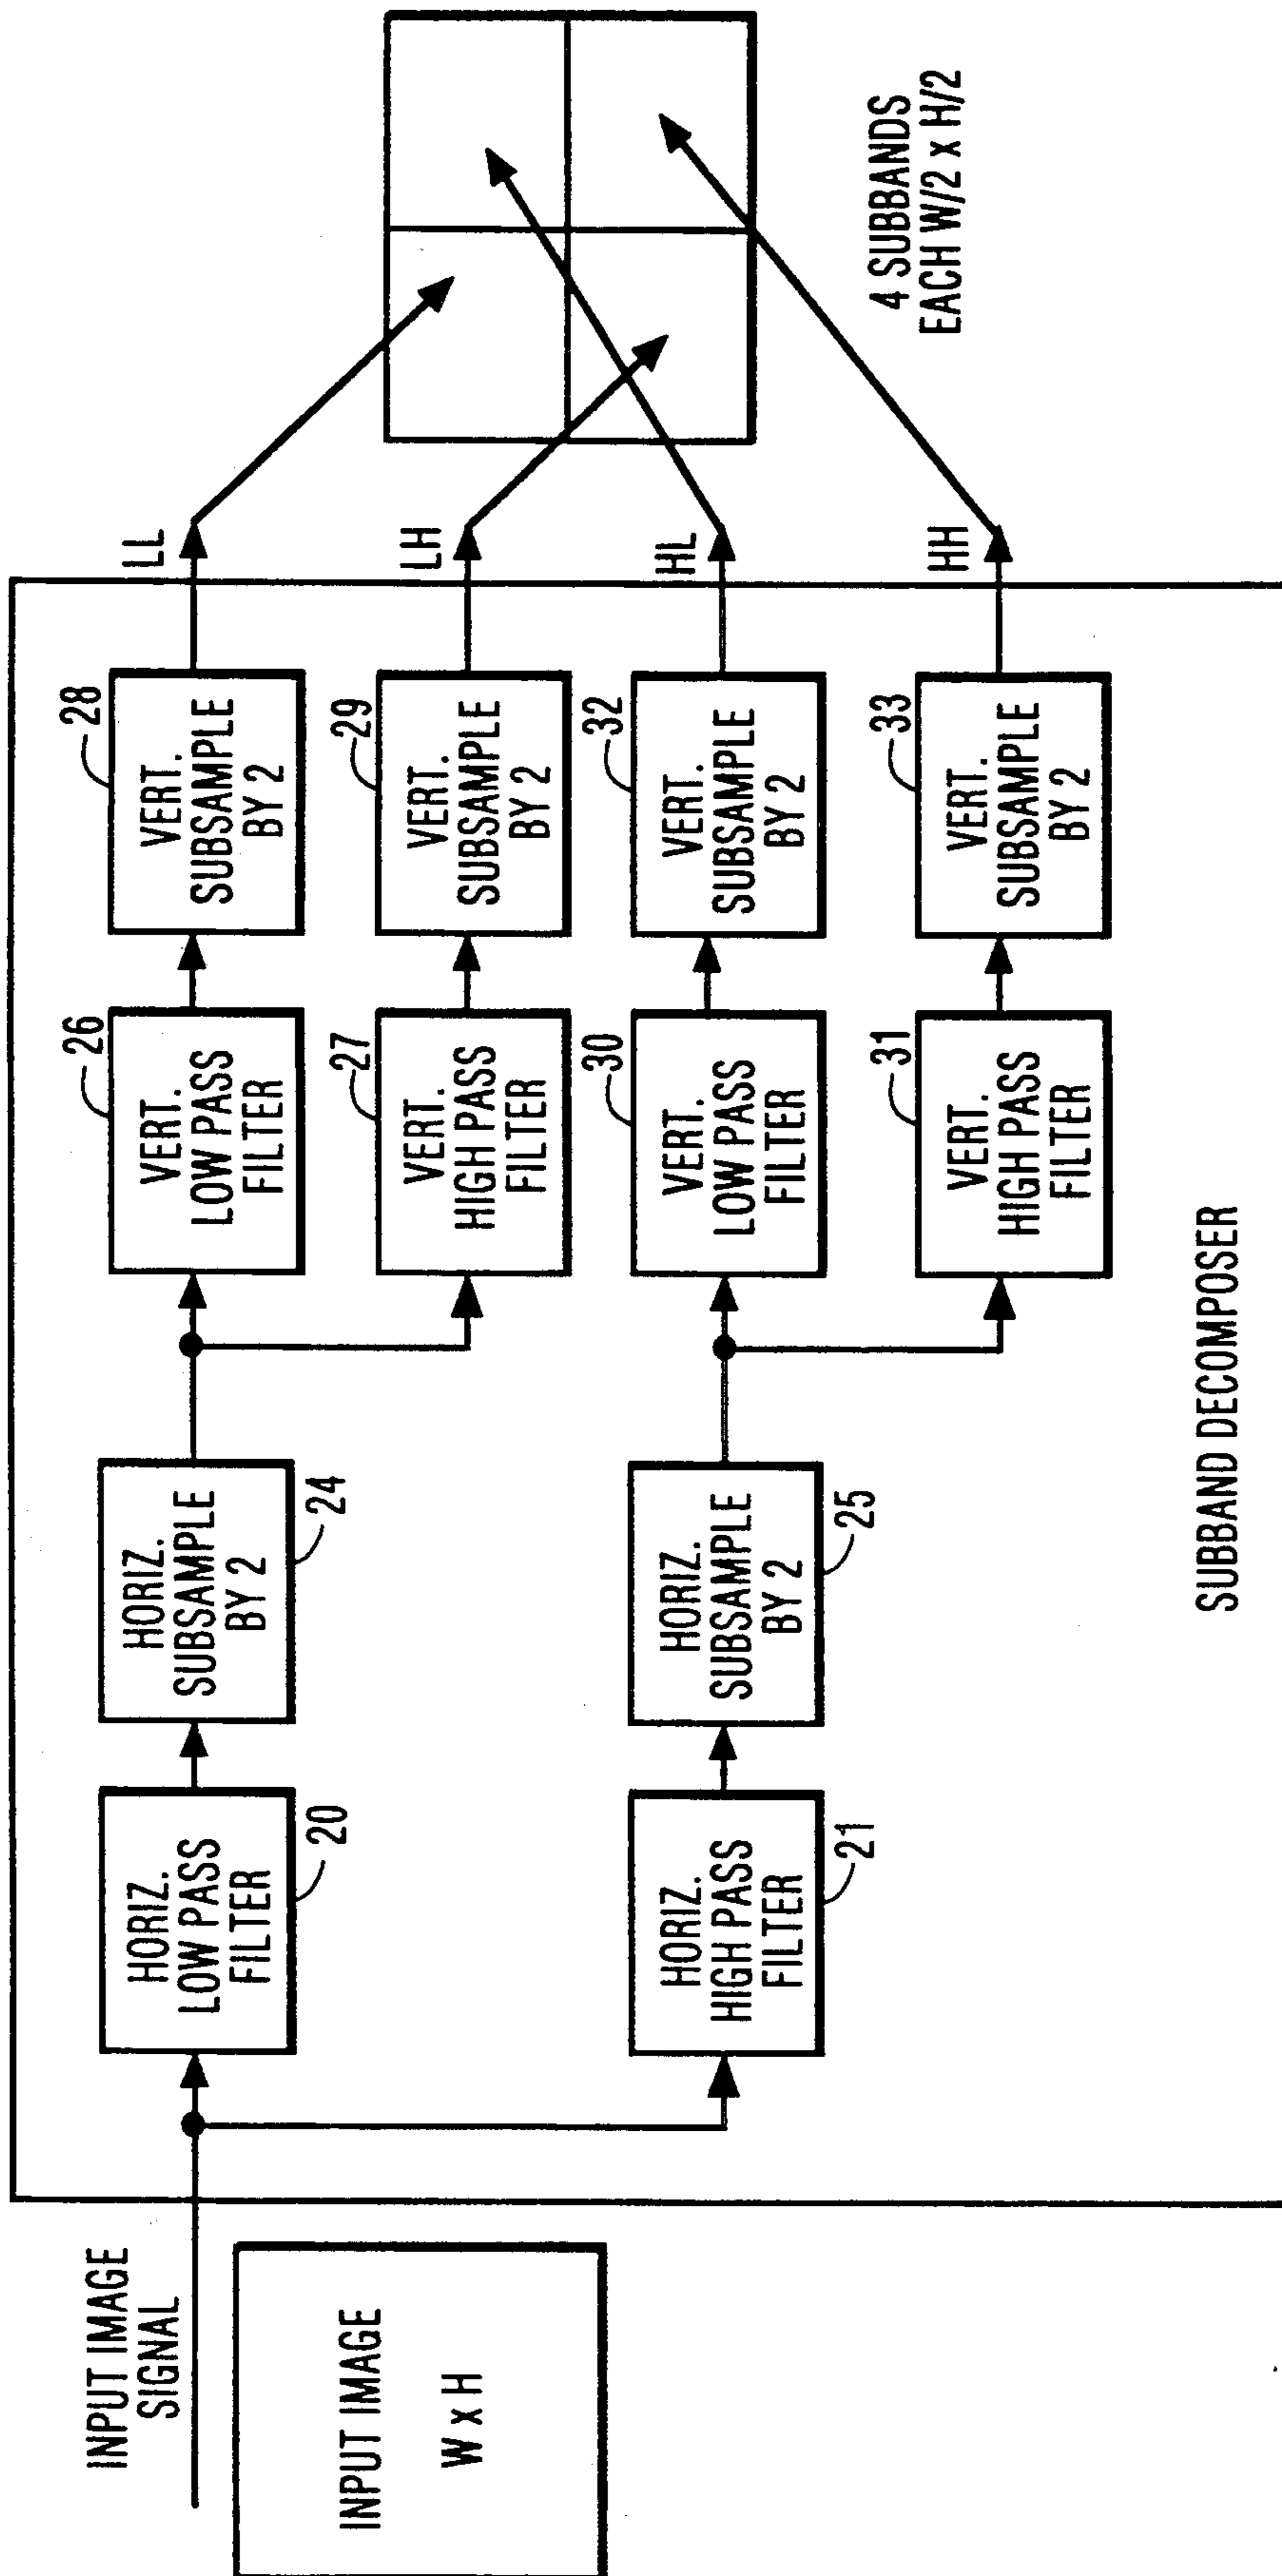 INPUT IMAGE
SIGNAL
INPUT IMAGE
W x H
HORIZ.
LOW PASS
FILTER
20
HORIZ.
SUBSAMPLE
BY 2
24
VERT.
LOW PASS
FILTER
26
VERT.
SUBSAMPLE
BY 2
28
LL
VERT.
HIGH PASS
FILTER
27
VERT.
SUBSAMPLE
BY 2
29
LH
HORIZ.
HIGH PASS
FILTER
21
HORIZ.
SUBSAMPLE
BY 2
25
VERT.
LOW PASS
FILTER
30
VERT.
SUBSAMPLE
BY 2
32
HL
VERT.
HIGH PASS
FILTER
31
VERT.
SUBSAMPLE
BY 2
33
HH
4 SUBBANDS
EACH W/2 x H/2
SUBBAND DECOMPOSER